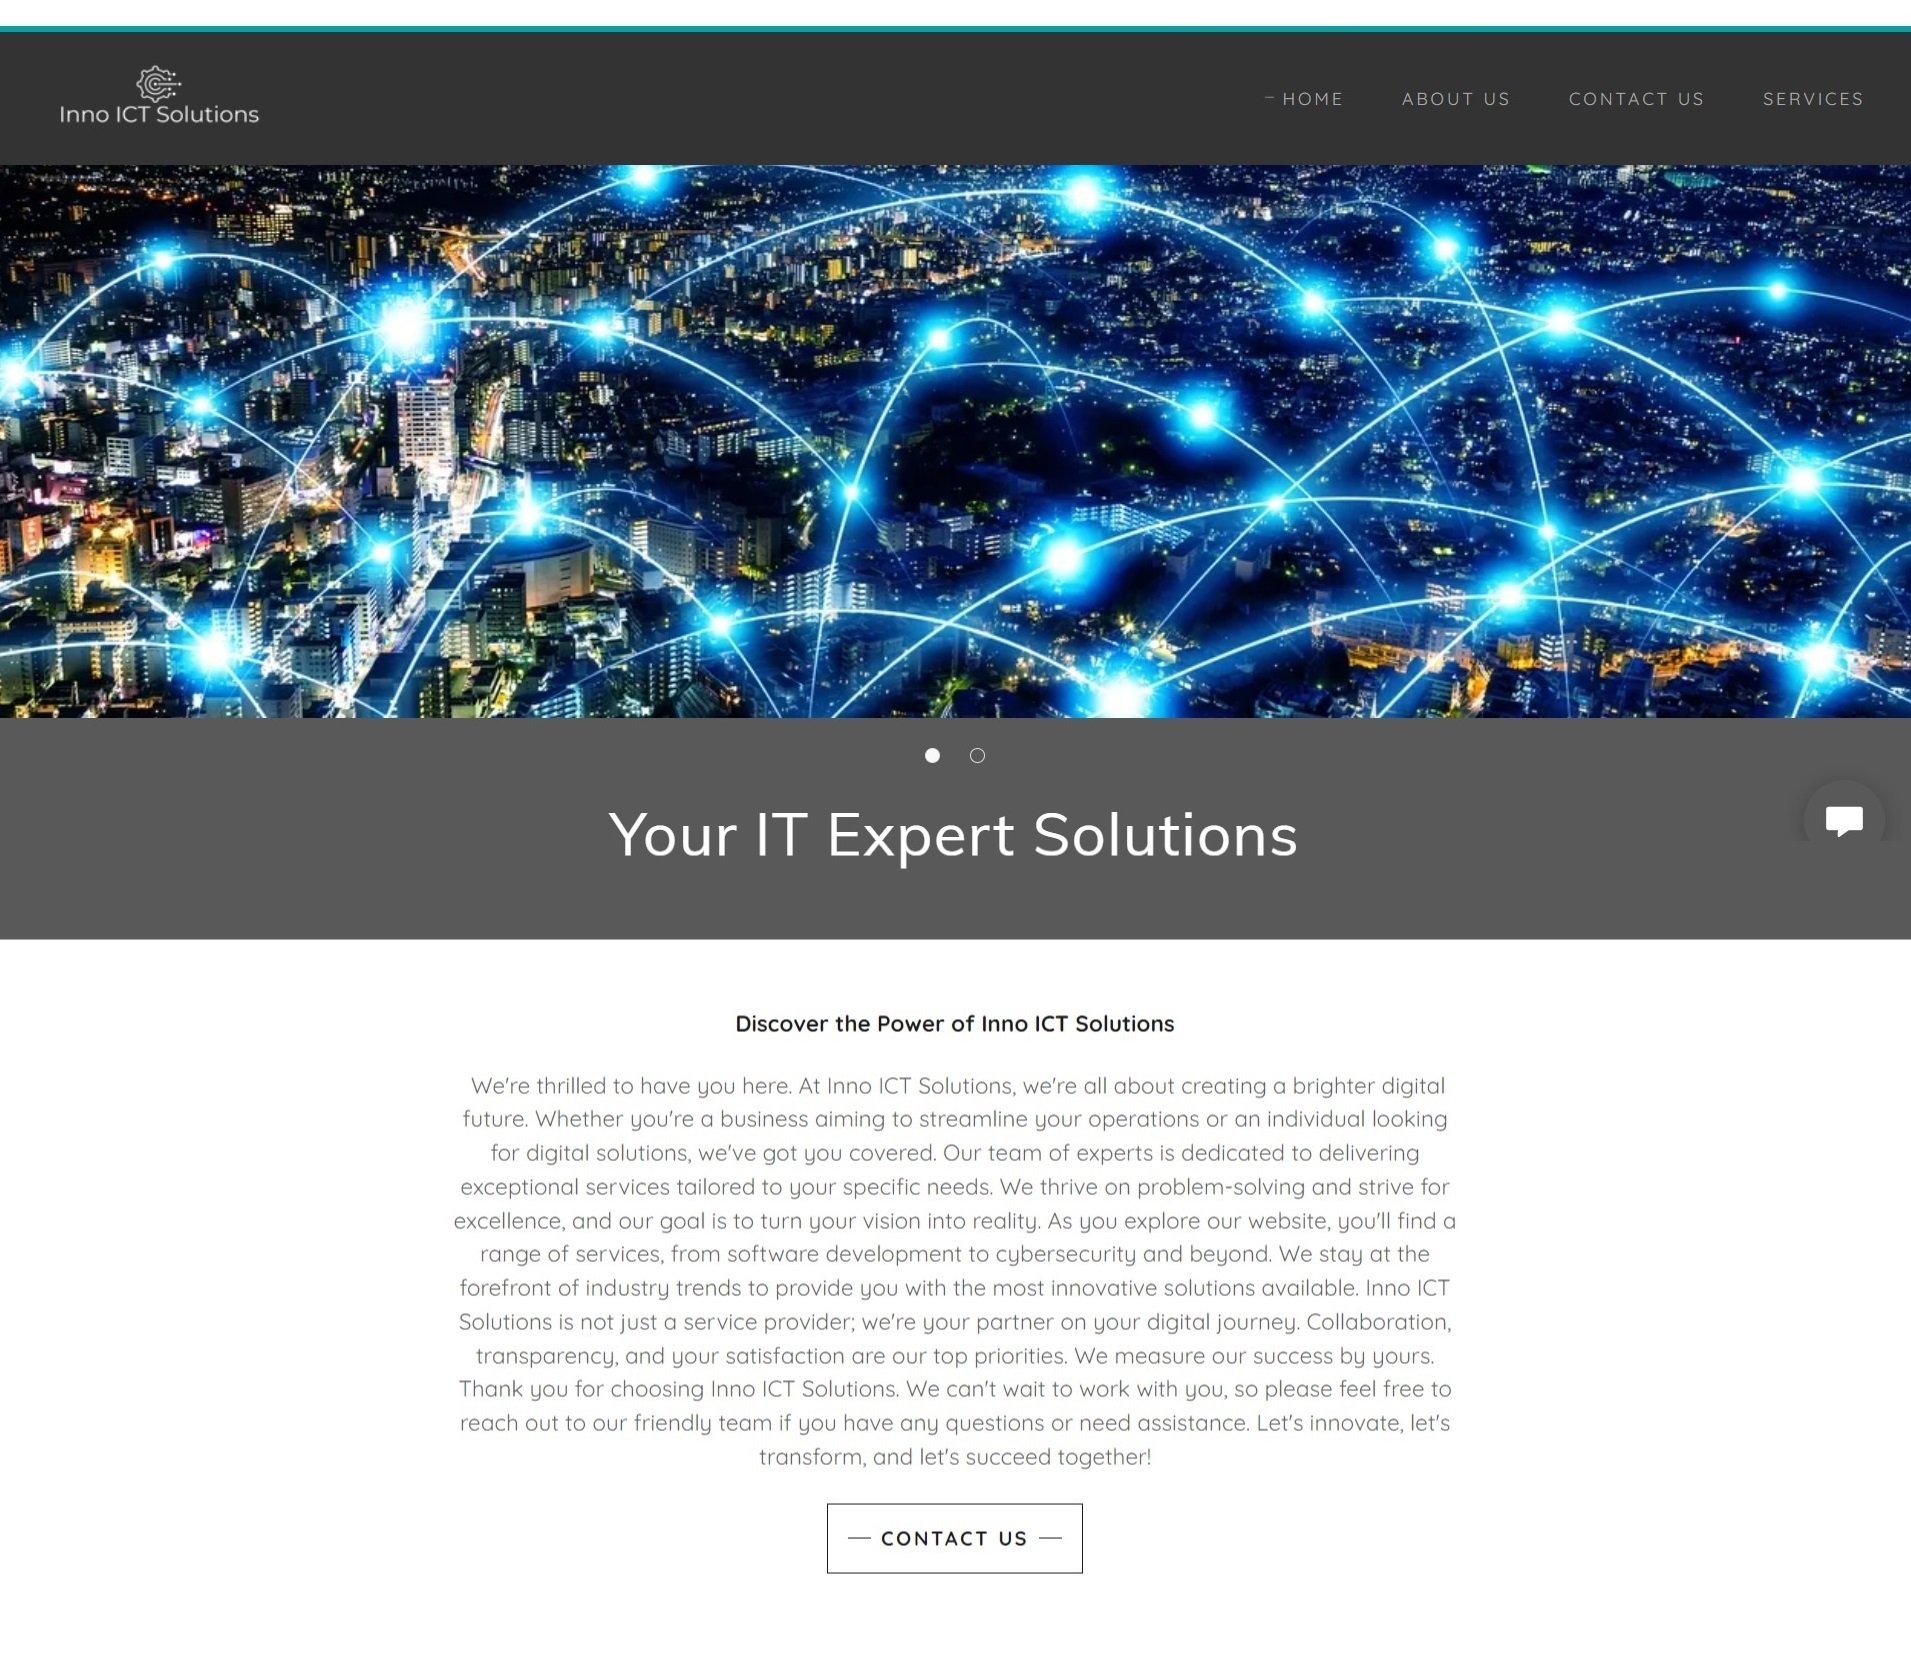 Inno ICT Solutions
HOME
ABOUT US
CONTACT US
SERVICES
Your IT Expert Solutions
Discover the Power of Inno ICT Solutions
We're thrilled to have you here. At Inno ICT Solutions, we're all about creating a brighter digital
future. Whether you're a business aiming to streamline your operations or an individual looking
for digital solutions, we've got you covered. Our team of experts is dedicated to delivering
exceptional services tailored to your specific needs. We thrive on problem-solving and strive for
excellence, and our goal is to turn your vision into reality. As you explore our website, you'll find a
range of services, from software development to cybersecurity and beyond. We stay at the
forefront of industry trends to provide you with the most innovative solutions available. Inno ICT
Solutions is not just a service provider; we're your partner on your digital journey. Collaboration,
transparency, and your satisfaction are our top priorities. We measure our success by yours.
Thank you for choosing Inno ICT Solutions. We can't wait to work with you, so please feel free to
reach out to our friendly team if you have any questions or need assistance. Let's innovate, let's
transform, and let's succeed together!
CONTACT US